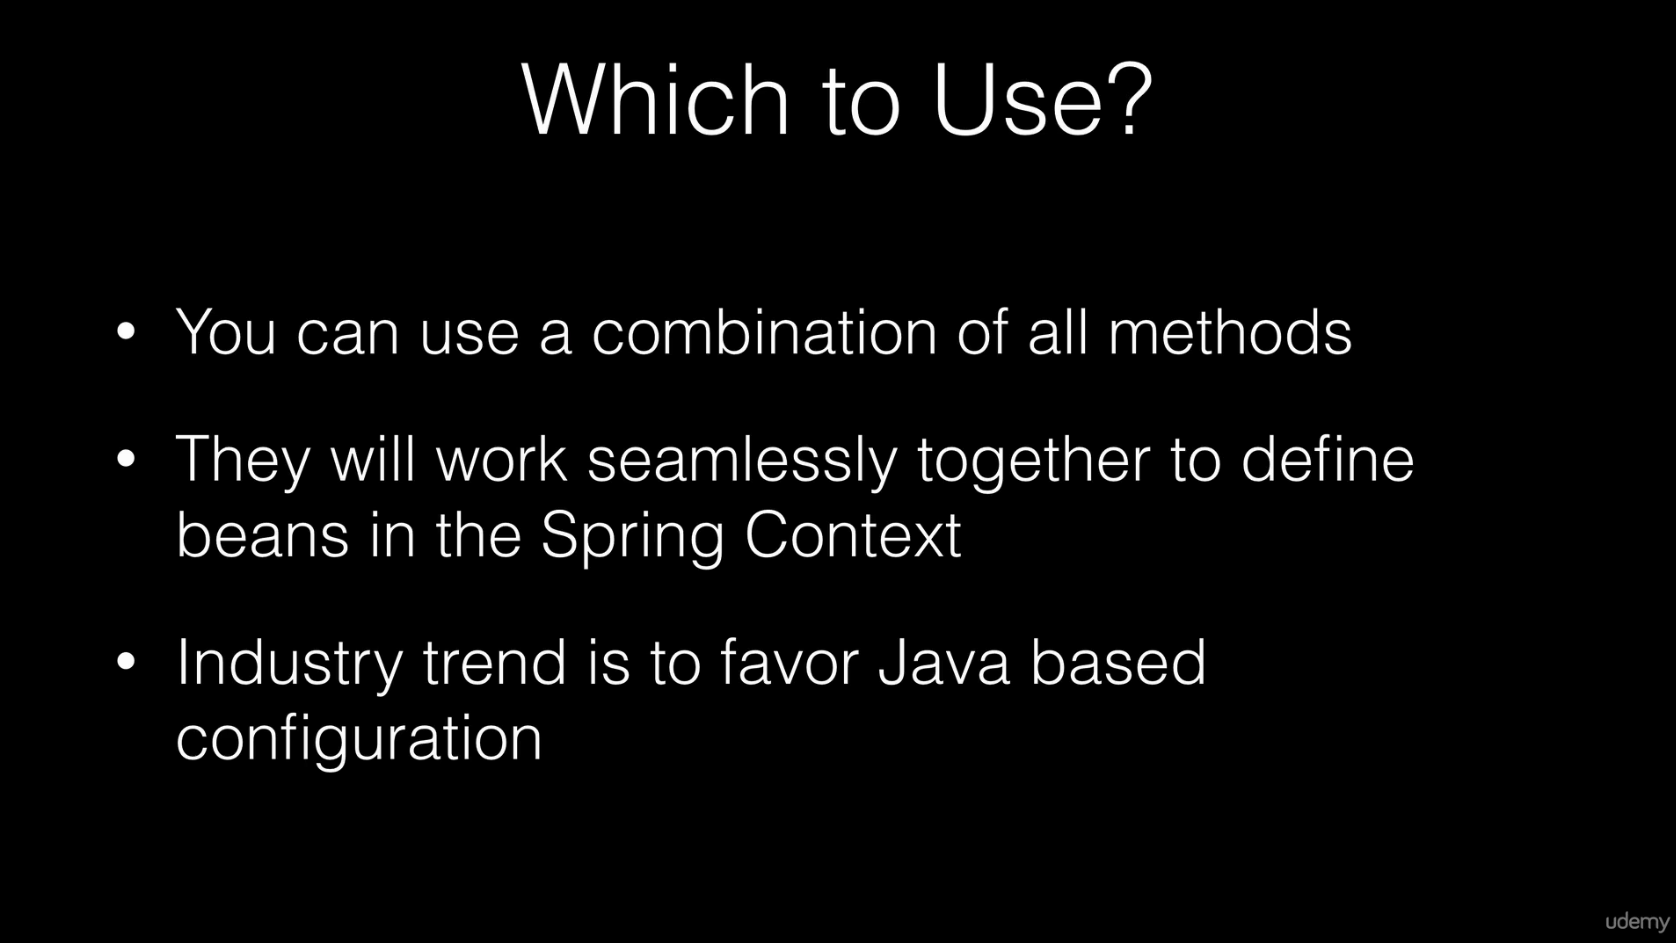 Which to Use?
• You can use a combination of all methods
• They will work seamlessly together to define
beans in the Spring Context
• Industry trend is to favor Java based
configuration
udemy